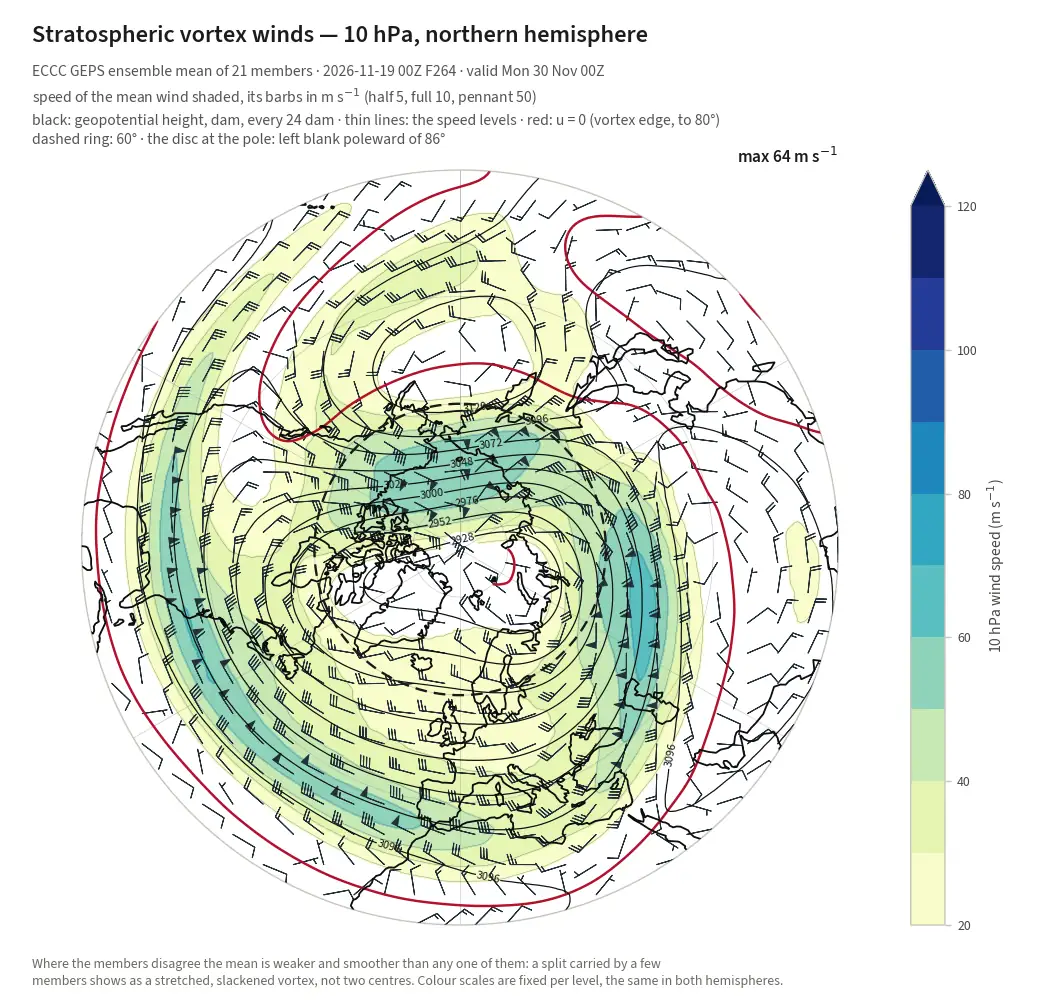 Stratospheric vortex winds — 10 hPa, northern hemisphere
ECCC GEPS ensemble mean of 21 members · 2026-11-19 00Z F264 · valid Mon 30 Nov 00Z
speed of the mean wind shaded, its barbs in m s⁻¹ (half 5, full 10, pennant 50)
black: geopotential height, dam, every 24 dam · thin lines: the speed levels · red: u = 0 (vortex edge, to 80°)
dashed ring: 60° · the disc at the pole: left blank poleward of 86°
max 64 m s⁻¹
120
100
80
60
40
20
10 hPa wind speed (m s⁻¹)
3096
3072
3048
3000
2976
2952
2928
3096
3096
Where the members disagree the mean is weaker and smoother than any one of them: a split carried by a few
members shows as a stretched, slackened vortex, not two centres. Colour scales are fixed per level, the same in both hemispheres.